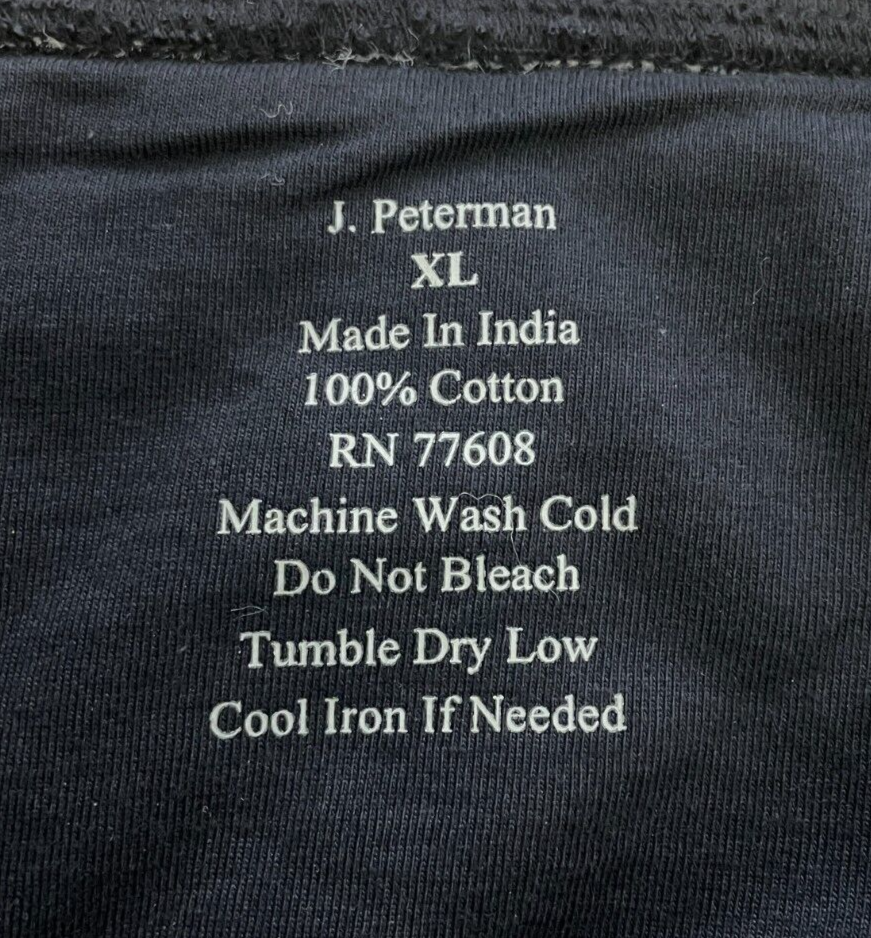 J. Peterman
XL
Made In India
100% Cotton
RN 77608
Machine Wash Cold
Do Not Bleach
Tumble Dry Low
Cool Iron If Needed